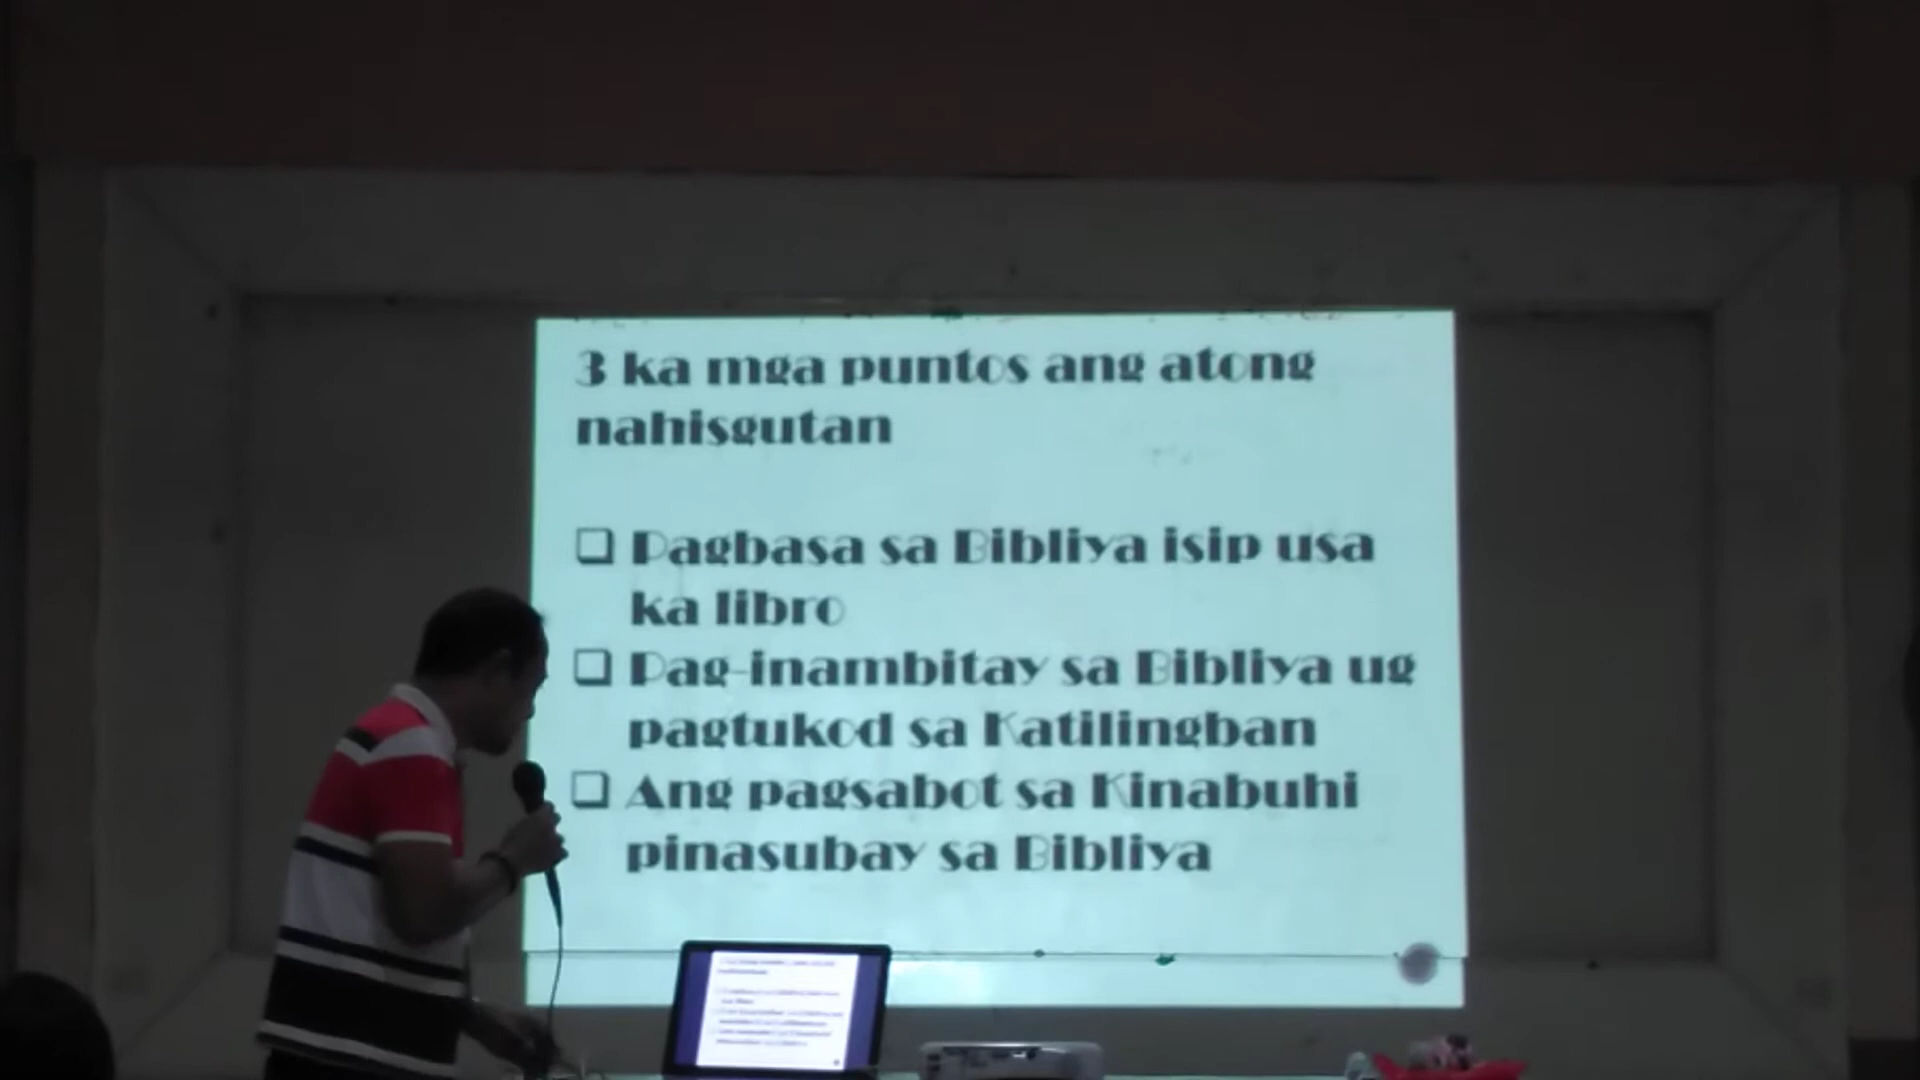 3 ka mga puntos ang atong
nahisgutan
❑ Pagbasa sa Bibliya isip usa
ka libro
❑ Pag-inambitay sa Bibliya ug
pagtukod sa Katilingban
❑ Ang pagsabot sa Kinabuhi
pinasubay sa Bibliya